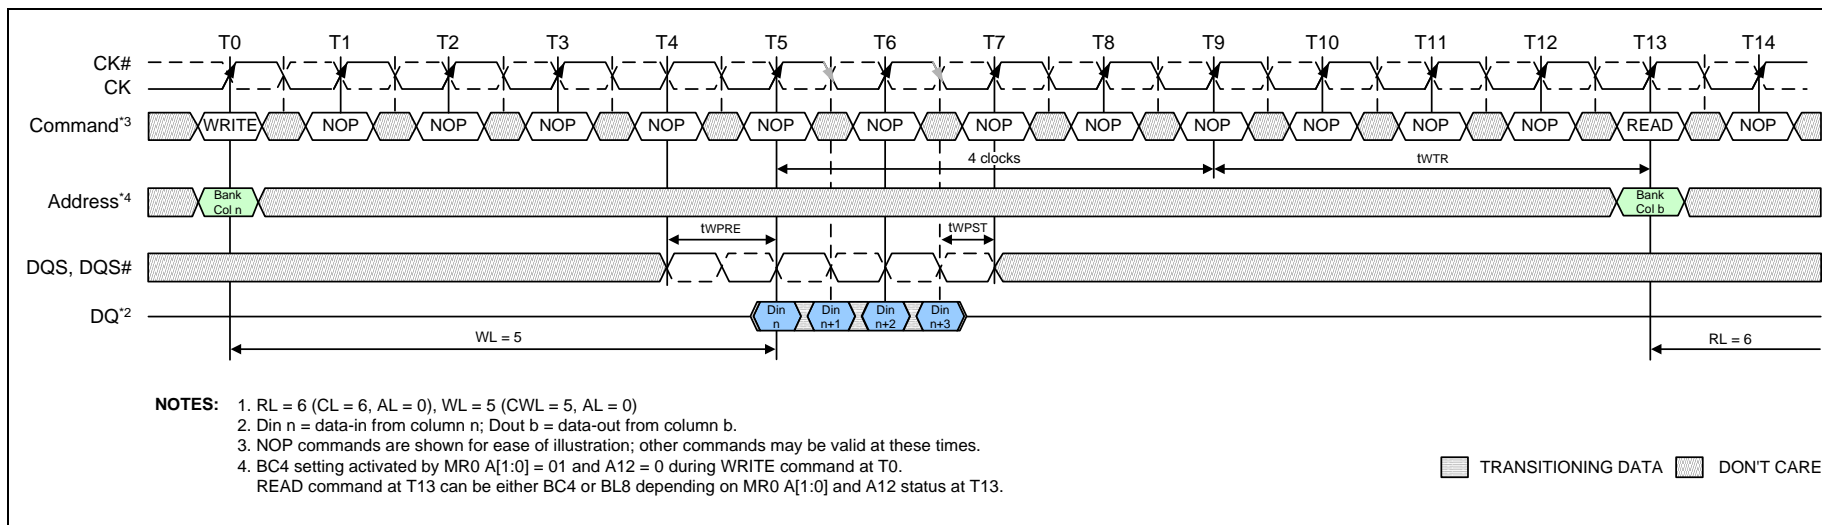 T0 T1 T2 T3 T4 T5 T6 T7 T8 T9 T10 T11 T12 T13 T14
CK#
CK
Command*3 WRITE NOP NOP NOP NOP NOP NOP NOP NOP NOP NOP NOP NOP READ NOP
4 clocks tWTR
Address*4 Bank Col n Bank Col b
tWPRE tWPST
DQS, DQS#
DQ*2 Din n Din n+1 Din n+2 Din n+3
WL = 5 RL = 6
NOTES: 1. RL = 6 (CL = 6, AL = 0), WL = 5 (CWL = 5, AL = 0)
2. Din n = data-in from column n; Dout b = data-out from column b.
3. NOP commands are shown for ease of illustration; other commands may be valid at these times.
4. BC4 setting activated by MR0 A[1:0] = 01 and A12 = 0 during WRITE command at T0.
READ command at T13 can be either BC4 or BL8 depending on MR0 A[1:0] and A12 status at T13.
TRANSITIONING DATA DON'T CARE